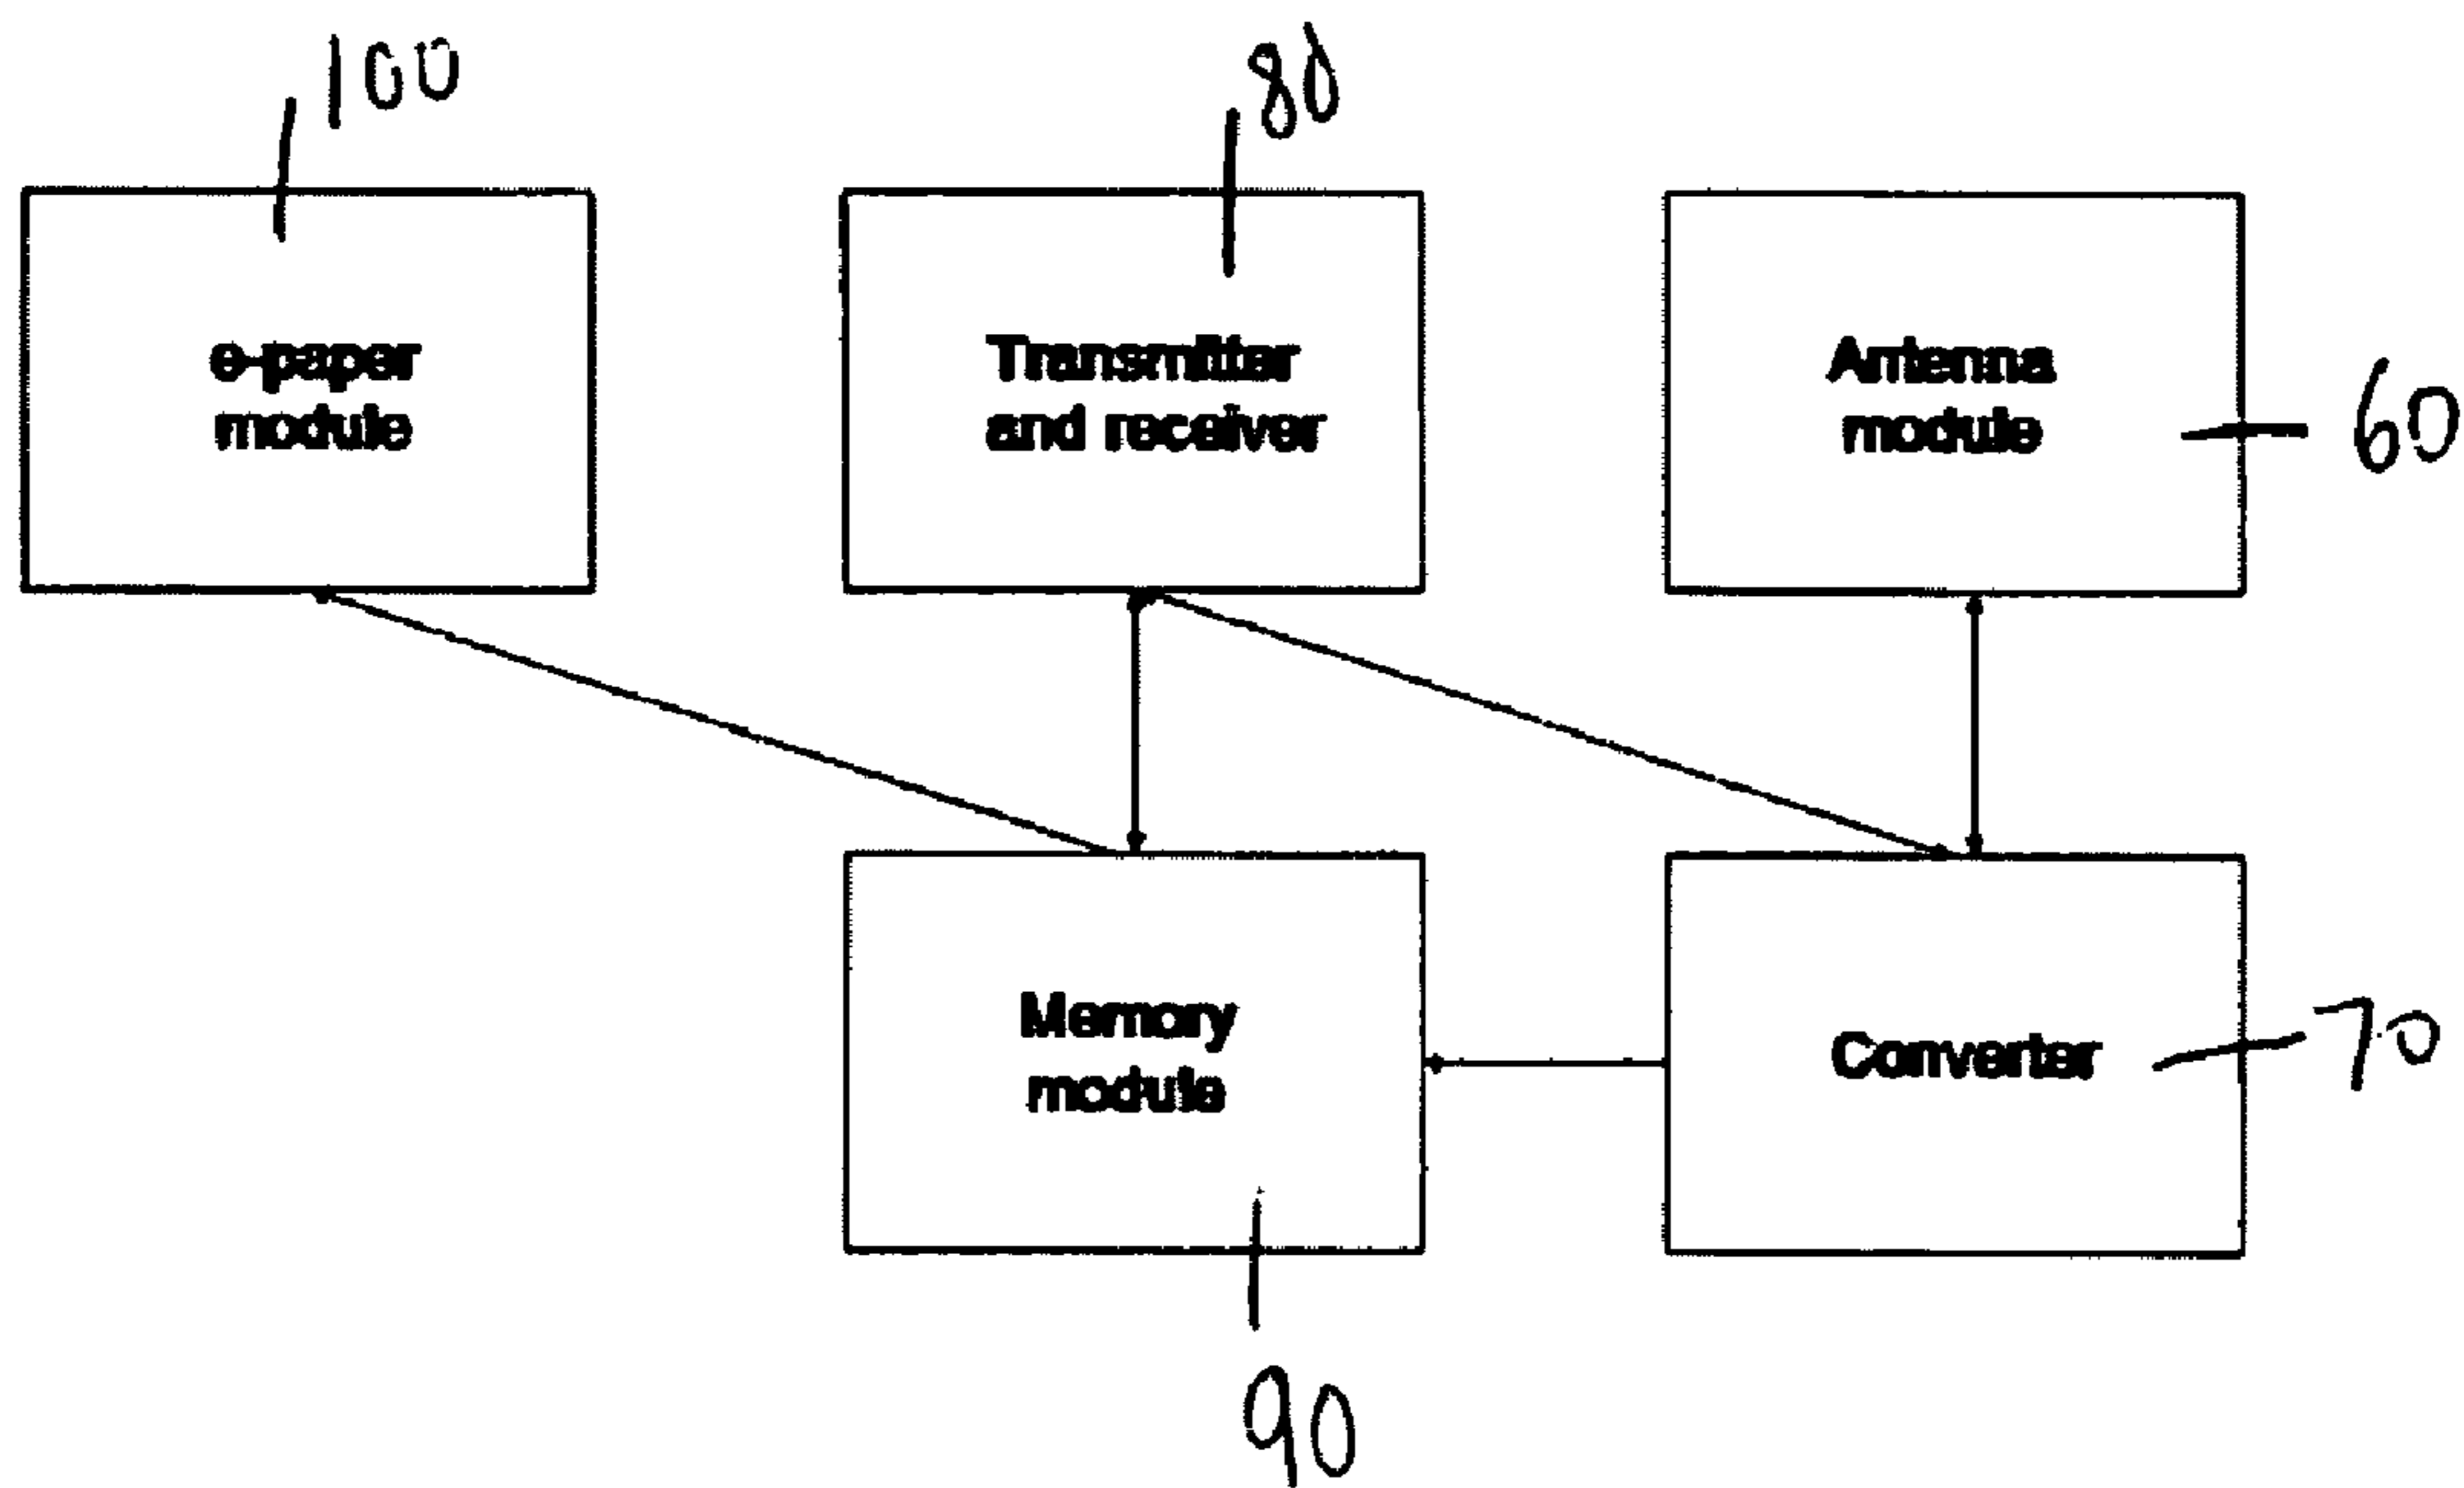 100
80
e-paper
module
Transmitter
and receiver
Antenna
module
60
Memory
module
Converter
70
90